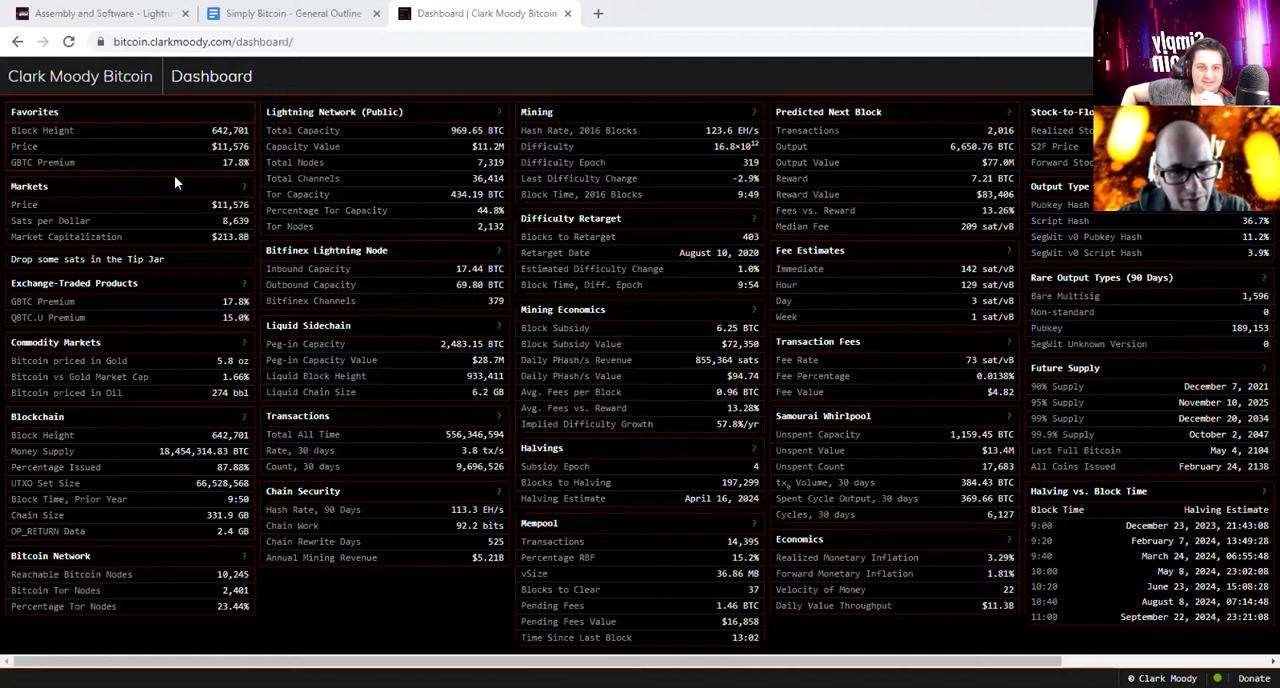 Assembly and Software - Lightn
Simply Bitcoin - General Outline
Dashboard | Clark Moody Bitcoin
bitcoin.clarkmoody.com/dashboard/
Clark Moody Bitcoin
Dashboard
Favorites
Block Height 642,701
Price $11,576
GBTC Premium 17.8%
Markets ?
Price $11,576
Sats per Dollar 8,639
Market Capitalization $213.8B
Drop some sats in the Tip Jar
Exchange-Traded Products ?
GBTC Premium 17.8%
QBTC.U Premium 15.0%
Commodity Markets ?
Bitcoin priced in Gold 5.8 oz
Bitcoin vs Gold Market Cap 1.66%
Bitcoin priced in Oil 274 bbl
Blockchain ?
Block Height 642,701
Money Supply 18,454,314.83 BTC
Percentage Issued 87.88%
UTXO Set Size 66,528,568
Block Time, Prior Year 9:50
Chain Size 331.9 GB
OP_RETURN Data 2.4 GB
Bitcoin Network ?
Reachable Bitcoin Nodes 10,245
Bitcoin Tor Nodes 2,401
Percentage Tor Nodes 23.44%
Lightning Network (Public) ?
Total Capacity 969.65 BTC
Capacity Value $11.2M
Total Nodes 7,319
Total Channels 36,414
Tor Capacity 434.19 BTC
Percentage Tor Capacity 44.8%
Tor Nodes 2,132
Bitfinex Lightning Node ?
Inbound Capacity 17.44 BTC
Outbound Capacity 69.80 BTC
Bitfinex Channels 379
Liquid Sidechain ?
Peg-in Capacity 2,483.15 BTC
Peg-in Capacity Value $28.7M
Liquid Block Height 933,411
Liquid Chain Size 6.2 GB
Transactions ?
Total All Time 556,346,594
Rate, 30 days 3.8 tx/s
Count, 30 days 9,696,526
Chain Security ?
Hash Rate, 90 Days 113.3 EH/s
Chain Work 92.2 bits
Chain Rewrite Days 525
Annual Mining Revenue $5.21B
Mining ?
Hash Rate, 2016 Blocks 123.6 EH/s
Difficulty 16.8×10¹²
Difficulty Epoch 319
Last Difficulty Change -2.9%
Block Time, 2016 Blocks 9:49
Difficulty Retarget ?
Blocks to Retarget 403
Retarget Date August 10, 2020
Estimated Difficulty Change 1.0%
Block Time, Diff. Epoch 9:54
Mining Economics ?
Block Subsidy 6.25 BTC
Block Subsidy Value $72,350
Daily PHash/s Revenue 855,364 sats
Daily PHash/s Value $94.74
Avg. Fees per Block 0.96 BTC
Avg. Fees vs. Reward 13.28%
Implied Difficulty Growth 57.8%/yr
Halvings ?
Subsidy Epoch 4
Blocks to Halving 197,299
Halving Estimate April 16, 2024
Mempool ?
Transactions 14,395
Percentage RBF 15.2%
vSize 36.86 MB
Blocks to Clear 37
Pending Fees 1.46 BTC
Pending Fees Value $16,858
Time Since Last Block 13:02
Predicted Next Block ?
Transactions 2,016
Output 6,650.76 BTC
Output Value $77.0M
Reward 7.21 BTC
Reward Value $83,406
Fees vs. Reward 13.26%
Median Fee 209 sat/vB
Fee Estimates ?
Immediate 142 sat/vB
Hour 129 sat/vB
Day 3 sat/vB
Week 1 sat/vB
Transaction Fees ?
Fee Rate 73 sat/vB
Fee Percentage 0.0138%
Fee Value $4.82
Samourai Whirlpool ?
Unspent Capacity 1,159.45 BTC
Unspent Value $13.4M
Unspent Count 17,683
tx₀ Volume, 30 days 384.43 BTC
Spent Cycle Output, 30 days 369.66 BTC
Cycles, 30 days 6,127
Economics ?
Realized Monetary Inflation 3.29%
Forward Monetary Inflation 1.81%
Velocity of Money 22
Daily Value Throughput $11.3B
Stock-to-Flo
Realized Stoc
S2F Price
Forward Stoc
Output Type
Pubkey Hash
Script Hash 36.7%
SegWit v0 Pubkey Hash 11.2%
SegWit v0 Script Hash 3.9%
Rare Output Types (90 Days) ?
Bare Multisig 1,596
Non-standard 0
Pubkey 189,153
SegWit Unknown Version 0
Future Supply ?
90% Supply December 7, 2021
95% Supply November 10, 2025
99% Supply December 20, 2034
99.9% Supply October 2, 2047
Last Full Bitcoin May 4, 2104
All Coins Issued February 24, 2138
Halving vs. Block Time ?
Block Time Halving Estimate
9:00 December 23, 2023, 21:43:08
9:20 February 7, 2024, 13:49:28
9:40 March 24, 2024, 06:55:48
10:00 May 8, 2024, 23:02:08
10:20 June 23, 2024, 15:08:28
10:40 August 8, 2024, 07:14:48
11:00 September 22, 2024, 23:21:08
© Clark Moody
Donate